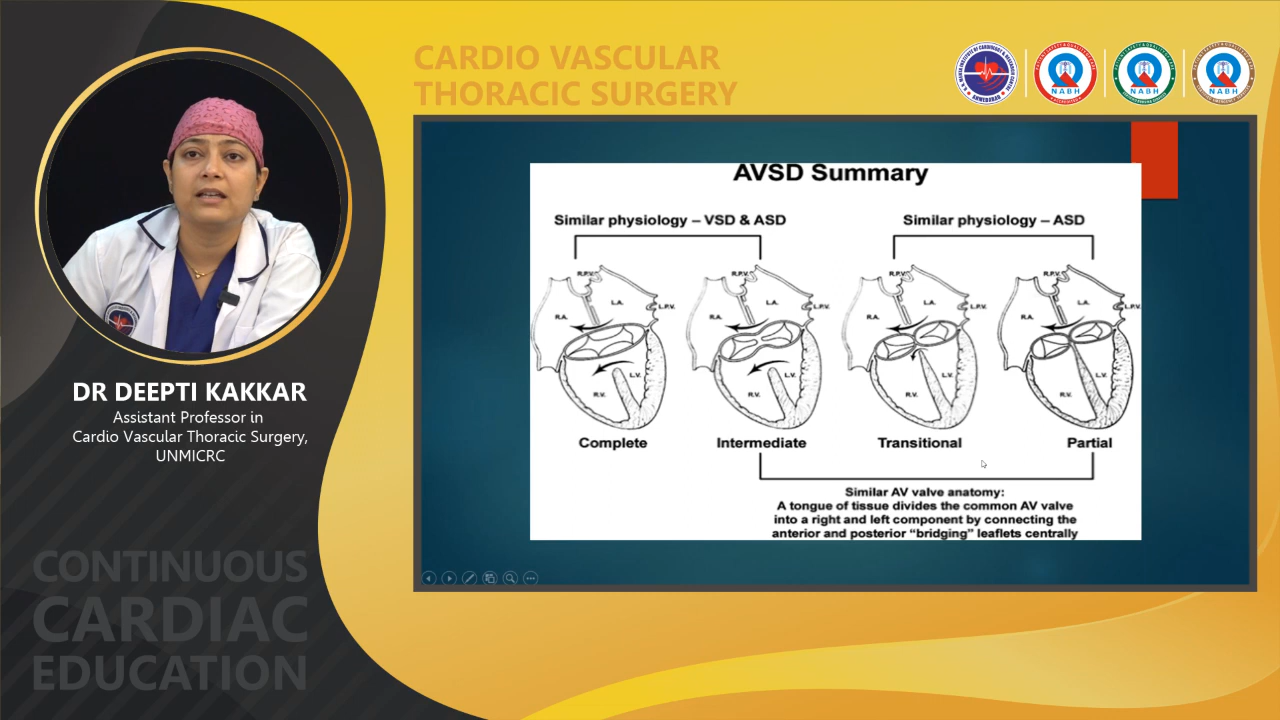 CARDIO VASCULAR
THORACIC SURGERY
NABH
NABH
NABH
AVSD Summary
Similar physiology – VSD & ASD
Similar physiology – ASD
R.P.V.
L.A.
R.A.
L.P.V.
L.V.
R.V.
R.P.V.
L.A.
R.A.
L.P.V.
L.V.
R.V.
R.P.V.
L.A.
R.A.
L.P.V.
L.V.
R.V.
R.P.V.
L.A.
R.A.
L.P.V.
L.V.
R.V.
Complete
Intermediate
Transitional
Partial
Similar AV valve anatomy:
A tongue of tissue divides the common AV valve
into a right and left component by connecting the
anterior and posterior “bridging” leaflets centrally
DR DEEPTI KAKKAR
Assistant Professor in
Cardio Vascular Thoracic Surgery,
UNMICRC
CONTINUOUS
CARDIAC
EDUCATION